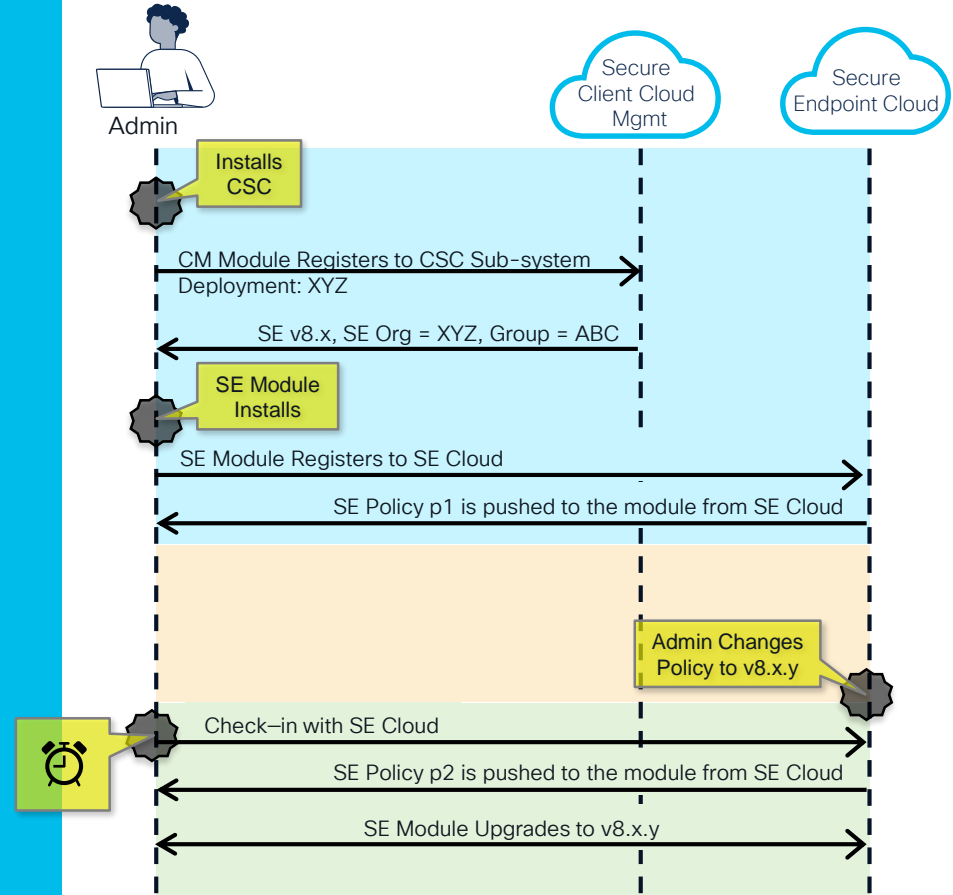 Secure
Client Cloud
Mgmt
Secure
Endpoint Cloud
Admin
Installs
CSC
CM Module Registers to CSC Sub-system
Deployment: XYZ
SE v8.x, SE Org = XYZ, Group = ABC
SE Module
Installs
SE Module Registers to SE Cloud
SE Policy p1 is pushed to the module from SE Cloud
Admin Changes
Policy to v8.x.y
Check–in with SE Cloud
SE Policy p2 is pushed to the module from SE Cloud
SE Module Upgrades to v8.x.y